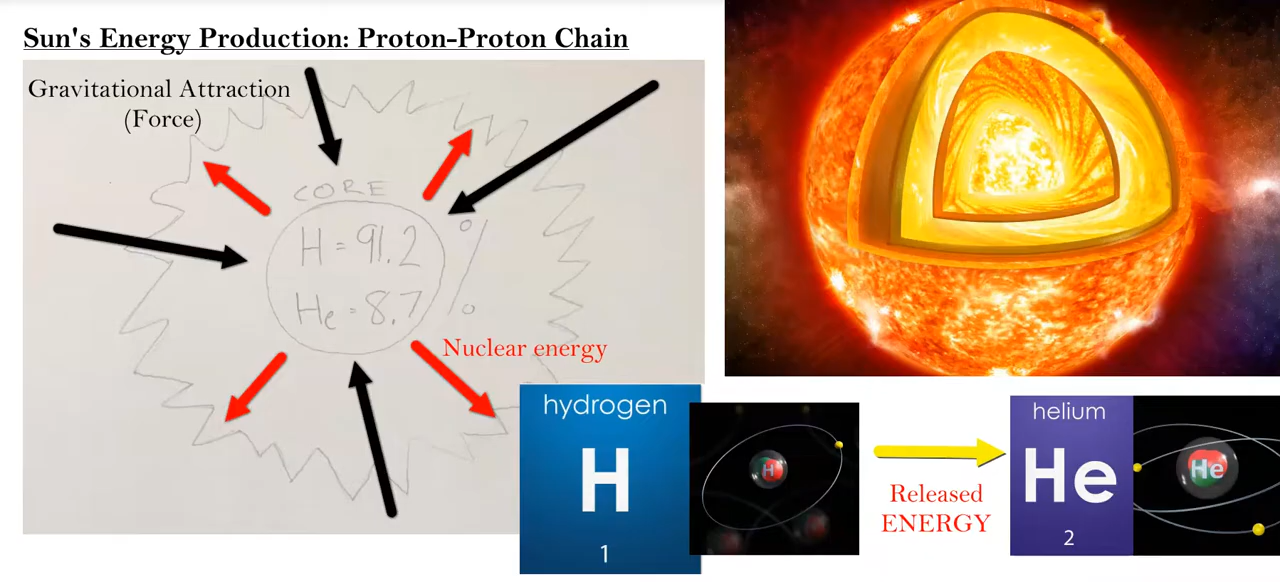 Sun's Energy Production: Proton-Proton Chain
Gravitational Attraction
(Force)
CORE
H = 91.2 %
He = 8.7 %
Nuclear energy
hydrogen
H
1
H
Released
ENERGY
helium
He
2
He